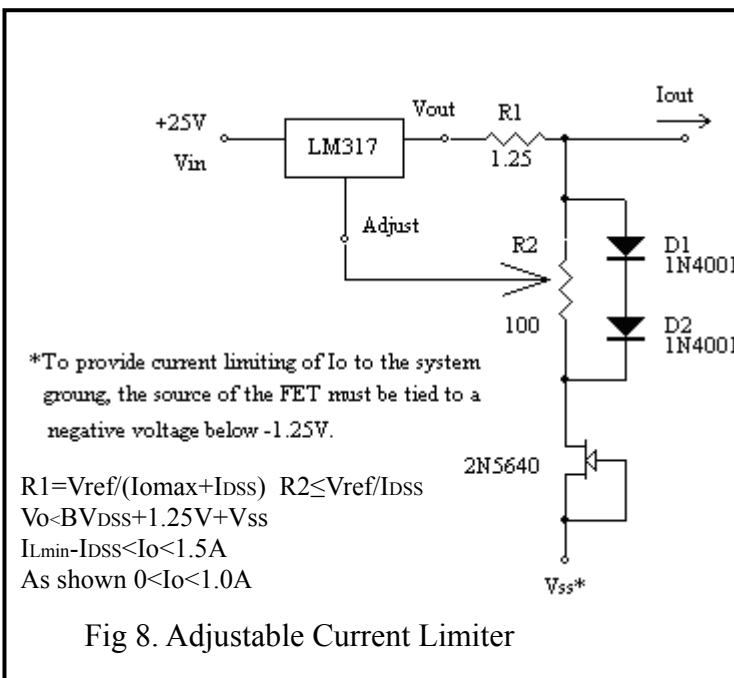 Iout
Vout
R1
+25V
LM317
Vin
1.25
Adjust
R2
D1
1N4001
100
D2
1N4001
*To provide current limiting of Io to the system
groung, the source of the FET must be tied to a
negative voltage below -1.25V.
2N5640
R1=Vref/(Iomax+IDSS) R2≤Vref/IDSS
Vo<BVDSS+1.25V+Vss
ILmin-IDSS<Io<1.5A
As shown 0<Io<1.0A
Vss*
Fig 8. Adjustable Current Limiter